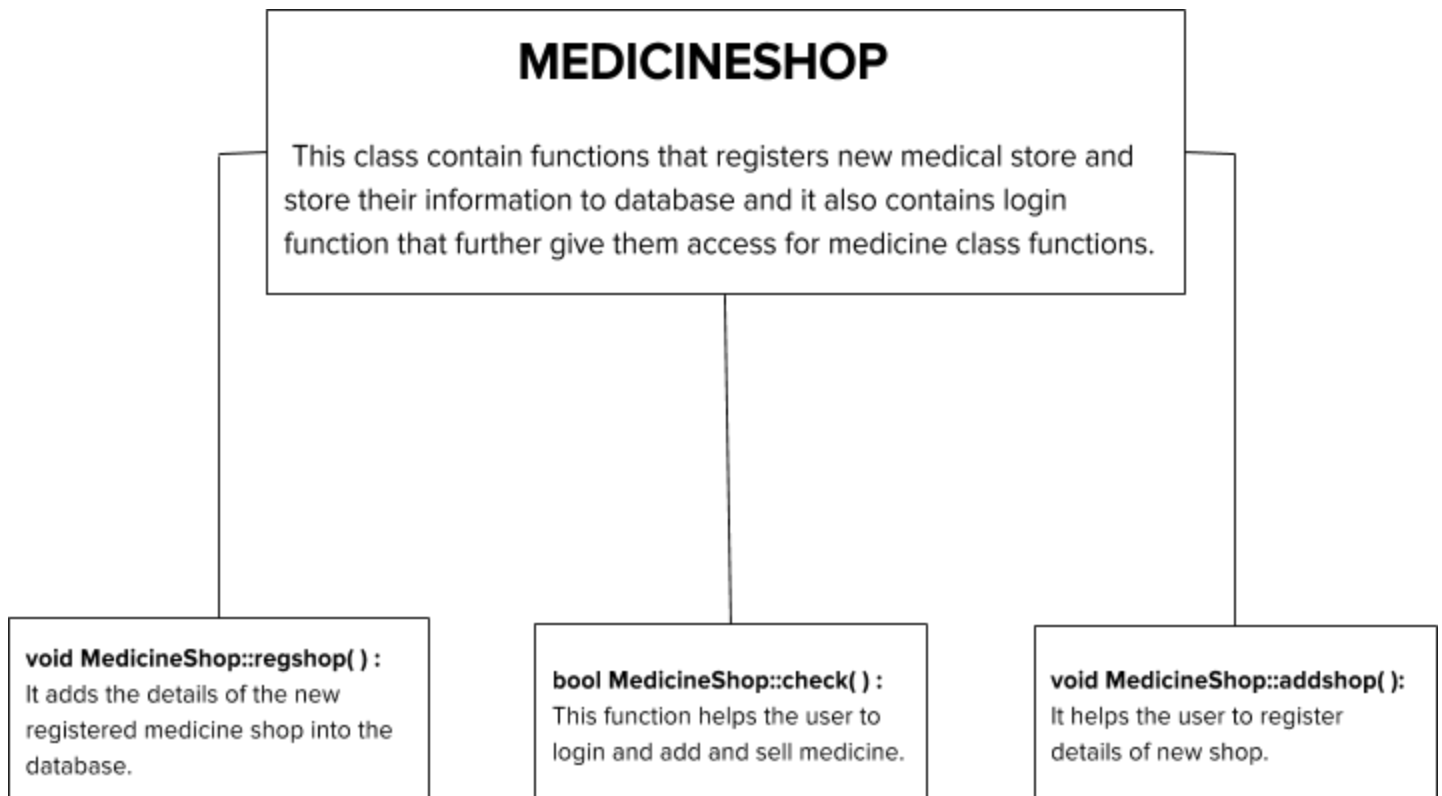 MEDICINESHOP
This class contain functions that registers new medical store and
store their information to database and it also contains login
function that further give them access for medicine class functions.
void MedicineShop::regshop( ) :
It adds the details of the new
registered medicine shop into the
database.
bool MedicineShop::check( ) :
This function helps the user to
login and add and sell medicine.
void MedicineShop::addshop( ):
It helps the user to register
details of new shop.